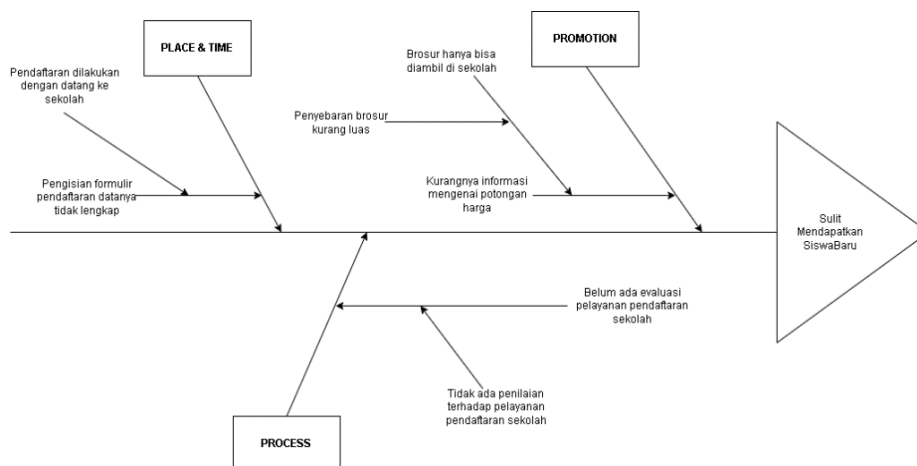 PLACE & TIME
PROMOTION
Pendaftaran dilakukan
dengan datang ke
sekolah
Brosur hanya bisa
diambil di sekolah
Penyebaran brosur
kurang luas
Pengisian formulir
pendaftaran datanya
tidak lengkap
Kurangnya informasi
mengenai potongan
harga
Sulit
Mendapatkan
SiswaBaru
Belum ada evaluasi
pelayanan pendaftaran
sekolah
Tidak ada penilaian
terhadap pelayanan
pendaftaran sekolah
PROCESS